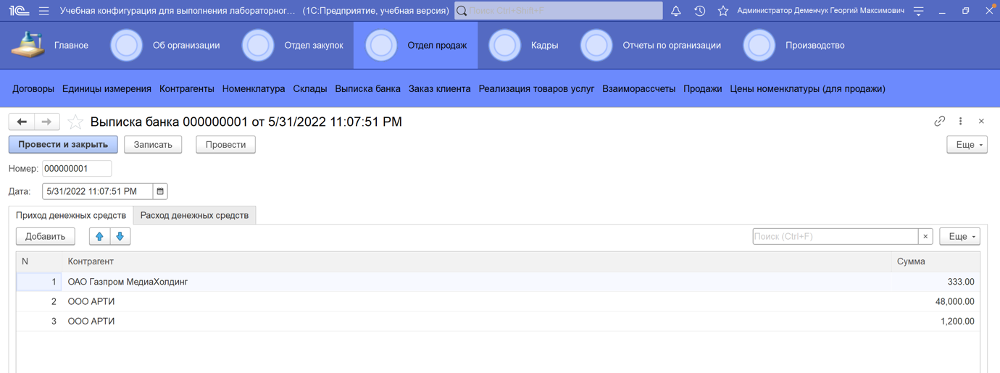 1С Учебная конфигурация для выполнения лабораторног... (1С:Предприятие, учебная версия) Поиск Ctrl+Shift+F Администратор Деменчук Георгий Максимович
Главное Об организации Отдел закупок Отдел продаж Кадры Отчеты по организации Производство
Договоры Единицы измерения Контрагенты Номенклатура Склады Выписка банка Заказ клиента Реализация товаров услуг Взаиморассчеты Продажи Цены номенклатуры (для продажи)
Выписка банка 000000001 от 5/31/2022 11:07:51 PM
Провести и закрыть Записать Провести Еще
Номер: 000000001
Дата: 5/31/2022 11:07:51 PM
Приход денежных средств Расход денежных средств
Добавить Поиск (Ctrl+F) × Еще
N Контрагент Сумма
1 ОАО Газпром МедиаХолдинг 333.00
2 ООО АРТИ 48,000.00
3 ООО АРТИ 1,200.00